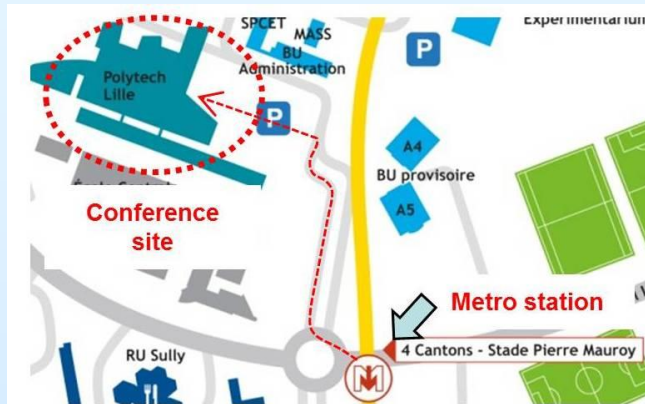 Experimentarium
SPCET
MASS
BU
Administration
P
Polytech
Lille
P
A4
BU provisoire
A5
Conference
site
Metro station
4 Cantons - Stade Pierre Mauroy
RU Sully
M